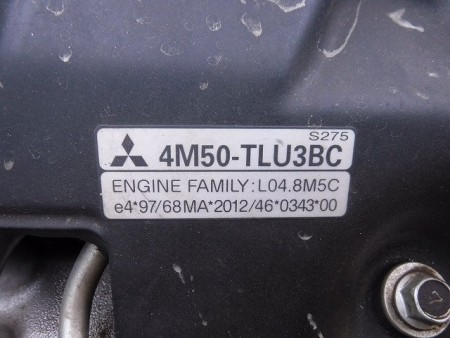 S275
4M50-TLU3BC
ENGINE FAMILY:L04.8M5C
e4*97/68MA*2012/46*0343*00